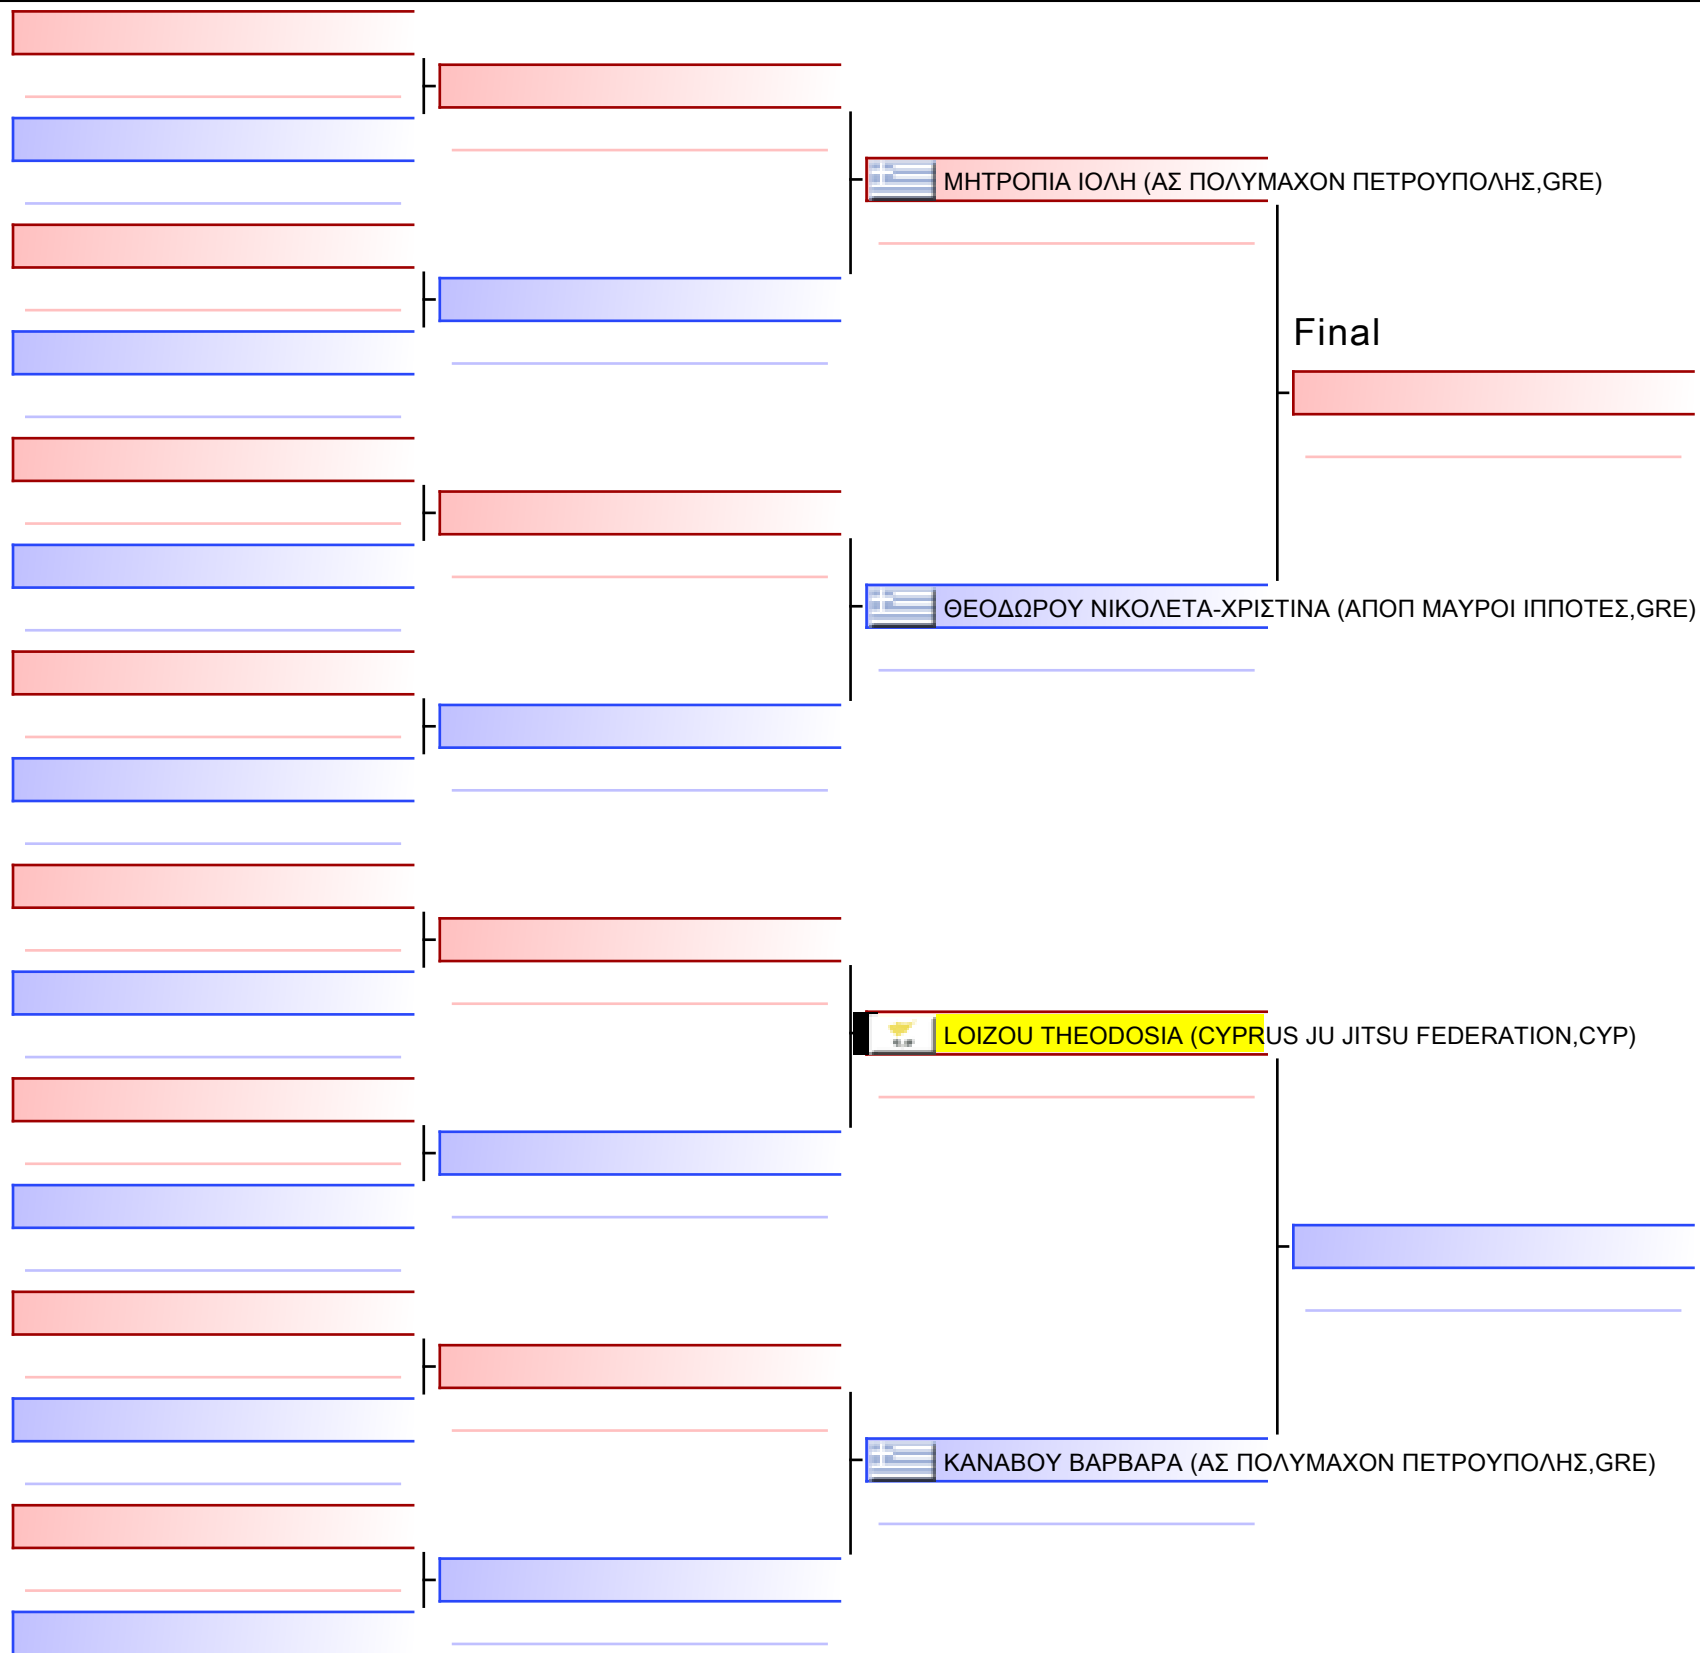 ΜΗΤΡΟΠΙΑ ΙΟΛΗ (ΑΣ ΠΟΛΥΜΑΧΟΝ ΠΕΤΡΟΥΠΟΛΗΣ,GRE)
Final
ΘΕΟΔΩΡΟΥ ΝΙΚΟΛΕΤΑ-ΧΡΙΣΤΙΝΑ (ΑΠΟΠ ΜΑΥΡΟΙ ΙΠΠΟΤΕΣ,GRE)
LOIZOU THEODOSIA (CYPRUS JU JITSU FEDERATION,CYP)
ΚΑΝΑΒΟΥ ΒΑΡΒΑΡΑ (ΑΣ ΠΟΛΥΜΑΧΟΝ ΠΕΤΡΟΥΠΟΛΗΣ,GRE)